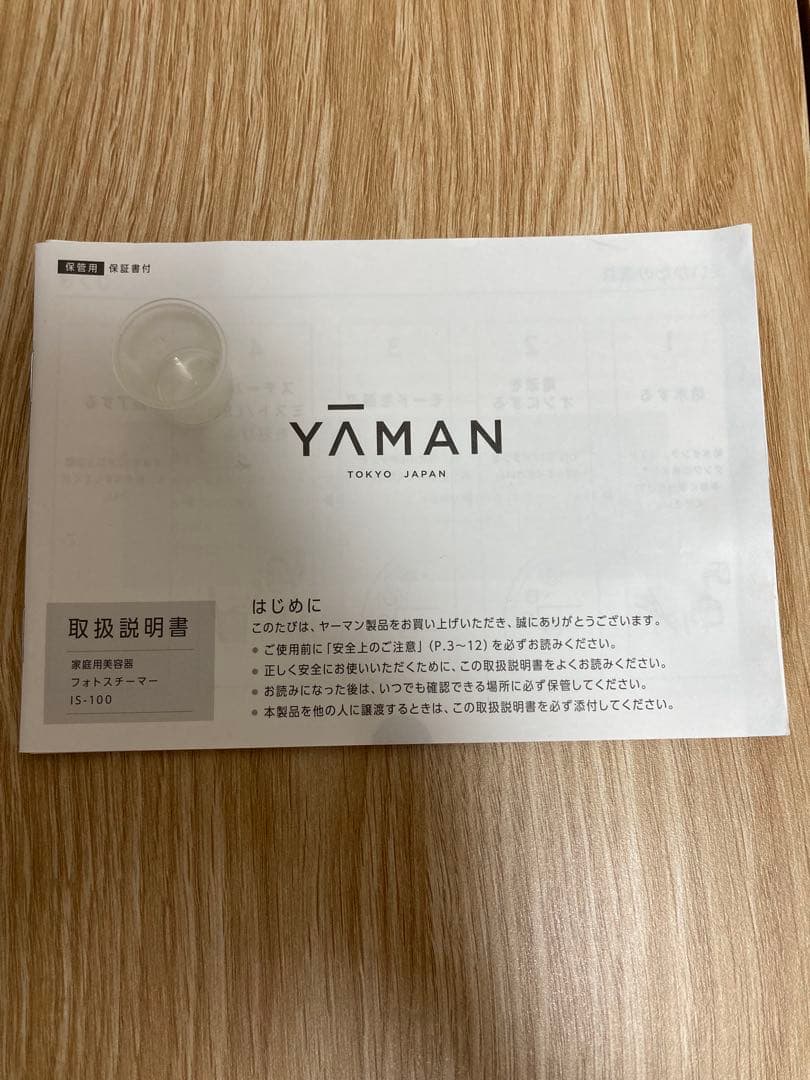 保管用 保証書付
YĀMAN
TOKYO JAPAN
取扱説明書
家庭用美容器
フォトスチーマー
IS-100
はじめに
このたびは、ヤーマン製品をお買い上げいただき、誠にありがとうございます。
● ご使用前に「安全上のご注意」(P.3~12)を必ずお読みください。
● 正しく安全にお使いいただくために、この取扱説明書をよくお読みください。
● お読みになった後は、いつでも確認できる場所に必ず保管してください。
● 本製品を他の人に譲渡するときは、この取扱説明書を必ず添付してください。